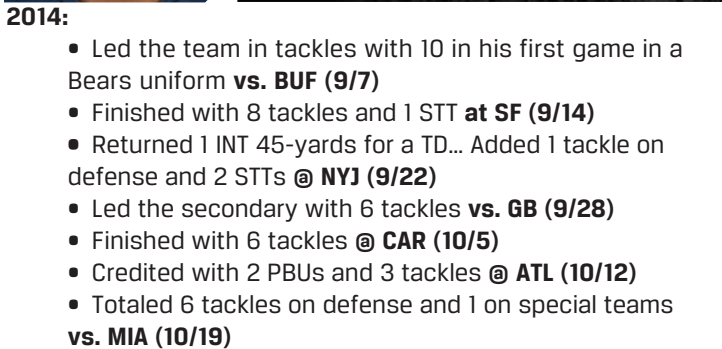 2014:
• Led the team in tackles with 10 in his first game in a
Bears uniform vs. BUF (9/7)
• Finished with 8 tackles and 1 STT at SF (9/14)
• Returned 1 INT 45-yards for a TD... Added 1 tackle on
defense and 2 STTs @ NYJ (9/22)
• Led the secondary with 6 tackles vs. GB (9/28)
• Finished with 6 tackles @ CAR (10/5)
• Credited with 2 PBUs and 3 tackles @ ATL (10/12)
• Totaled 6 tackles on defense and 1 on special teams
vs. MIA (10/19)